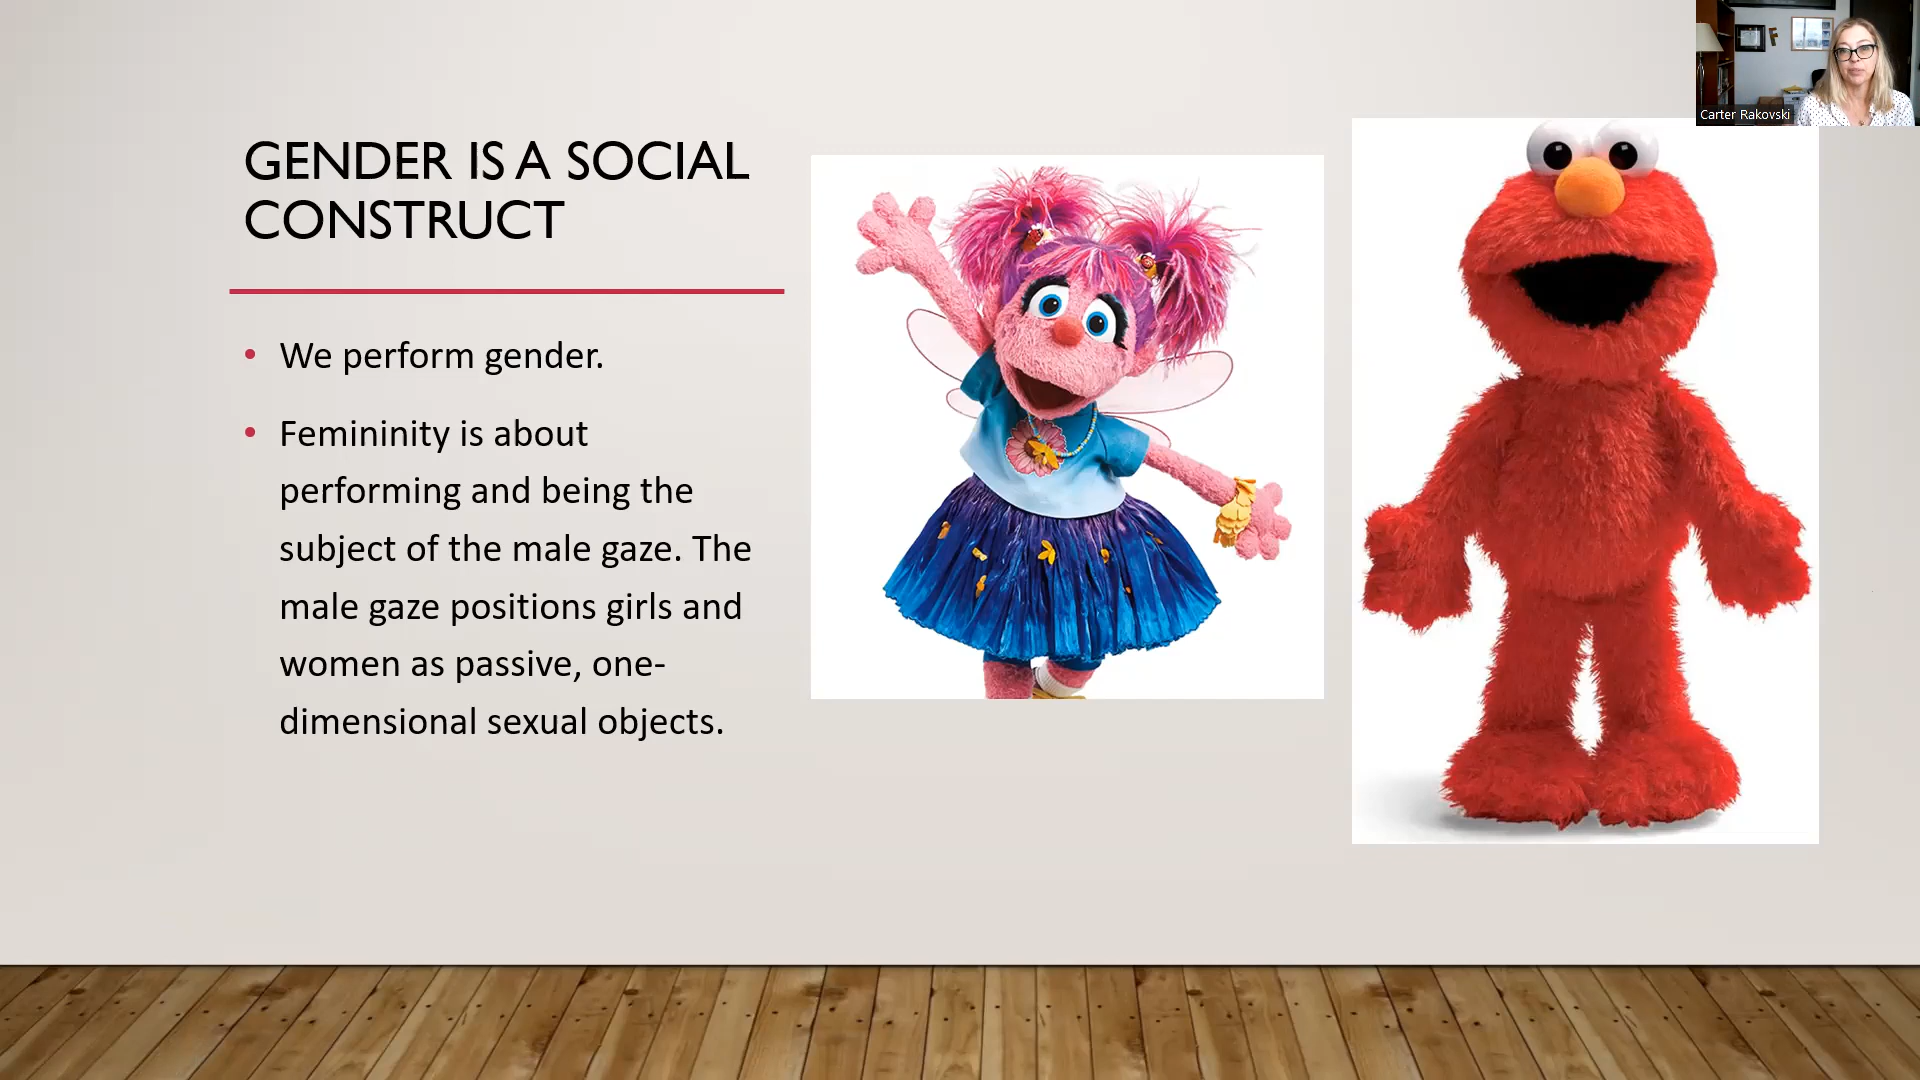 GENDER IS A SOCIAL
CONSTRUCT
• We perform gender.
• Femininity is about
performing and being the
subject of the male gaze. The
male gaze positions girls and
women as passive, one-
dimensional sexual objects.
Carter Rakovski